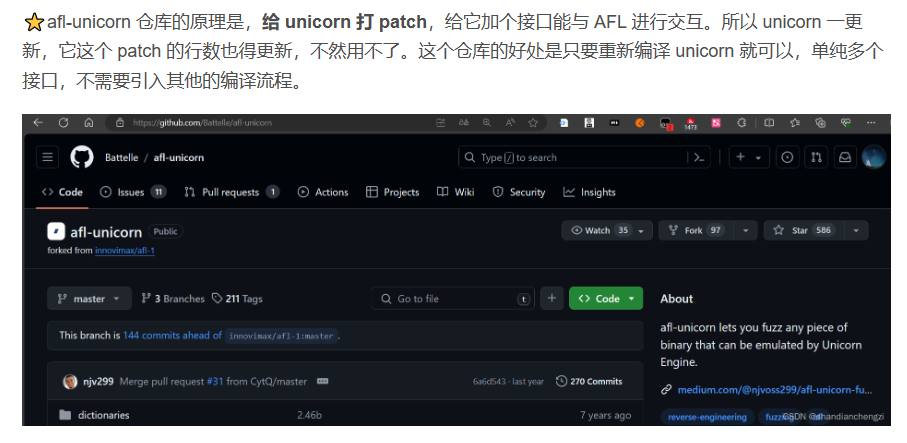 ⭐afl-unicorn 仓库的原理是，给 unicorn 打 patch，给它加个接口能与 AFL 进行交互。所以 unicorn 一更
新，它这个 patch 的行数也得更新，不然用不了。这个仓库的好处是只要重新编译 unicorn 就可以，单纯多个
接口，不需要引入其他的编译流程。
https://github.com/Battelle/afl-unicorn
1473
Battelle / afl-unicorn
Type / to search
Code Issues 11 Pull requests 1 Actions Projects Wiki Security Insights
afl-unicorn Public
Watch 35 Fork 97 Star 586
forked from innovimax/afl-1
master 3 Branches 211 Tags Go to file t Code
About
This branch is 144 commits ahead of innovimax/afl-1:master .
afl-unicorn lets you fuzz any piece of
binary that can be emulated by Unicorn
Engine.
njv299 Merge pull request #31 from CytQ/master 6a6d543 · last year 270 Commits
medium.com/@njvoss299/afl-unicorn-fu...
dictionaries 2.46b 7 years ago
reverse-engineering